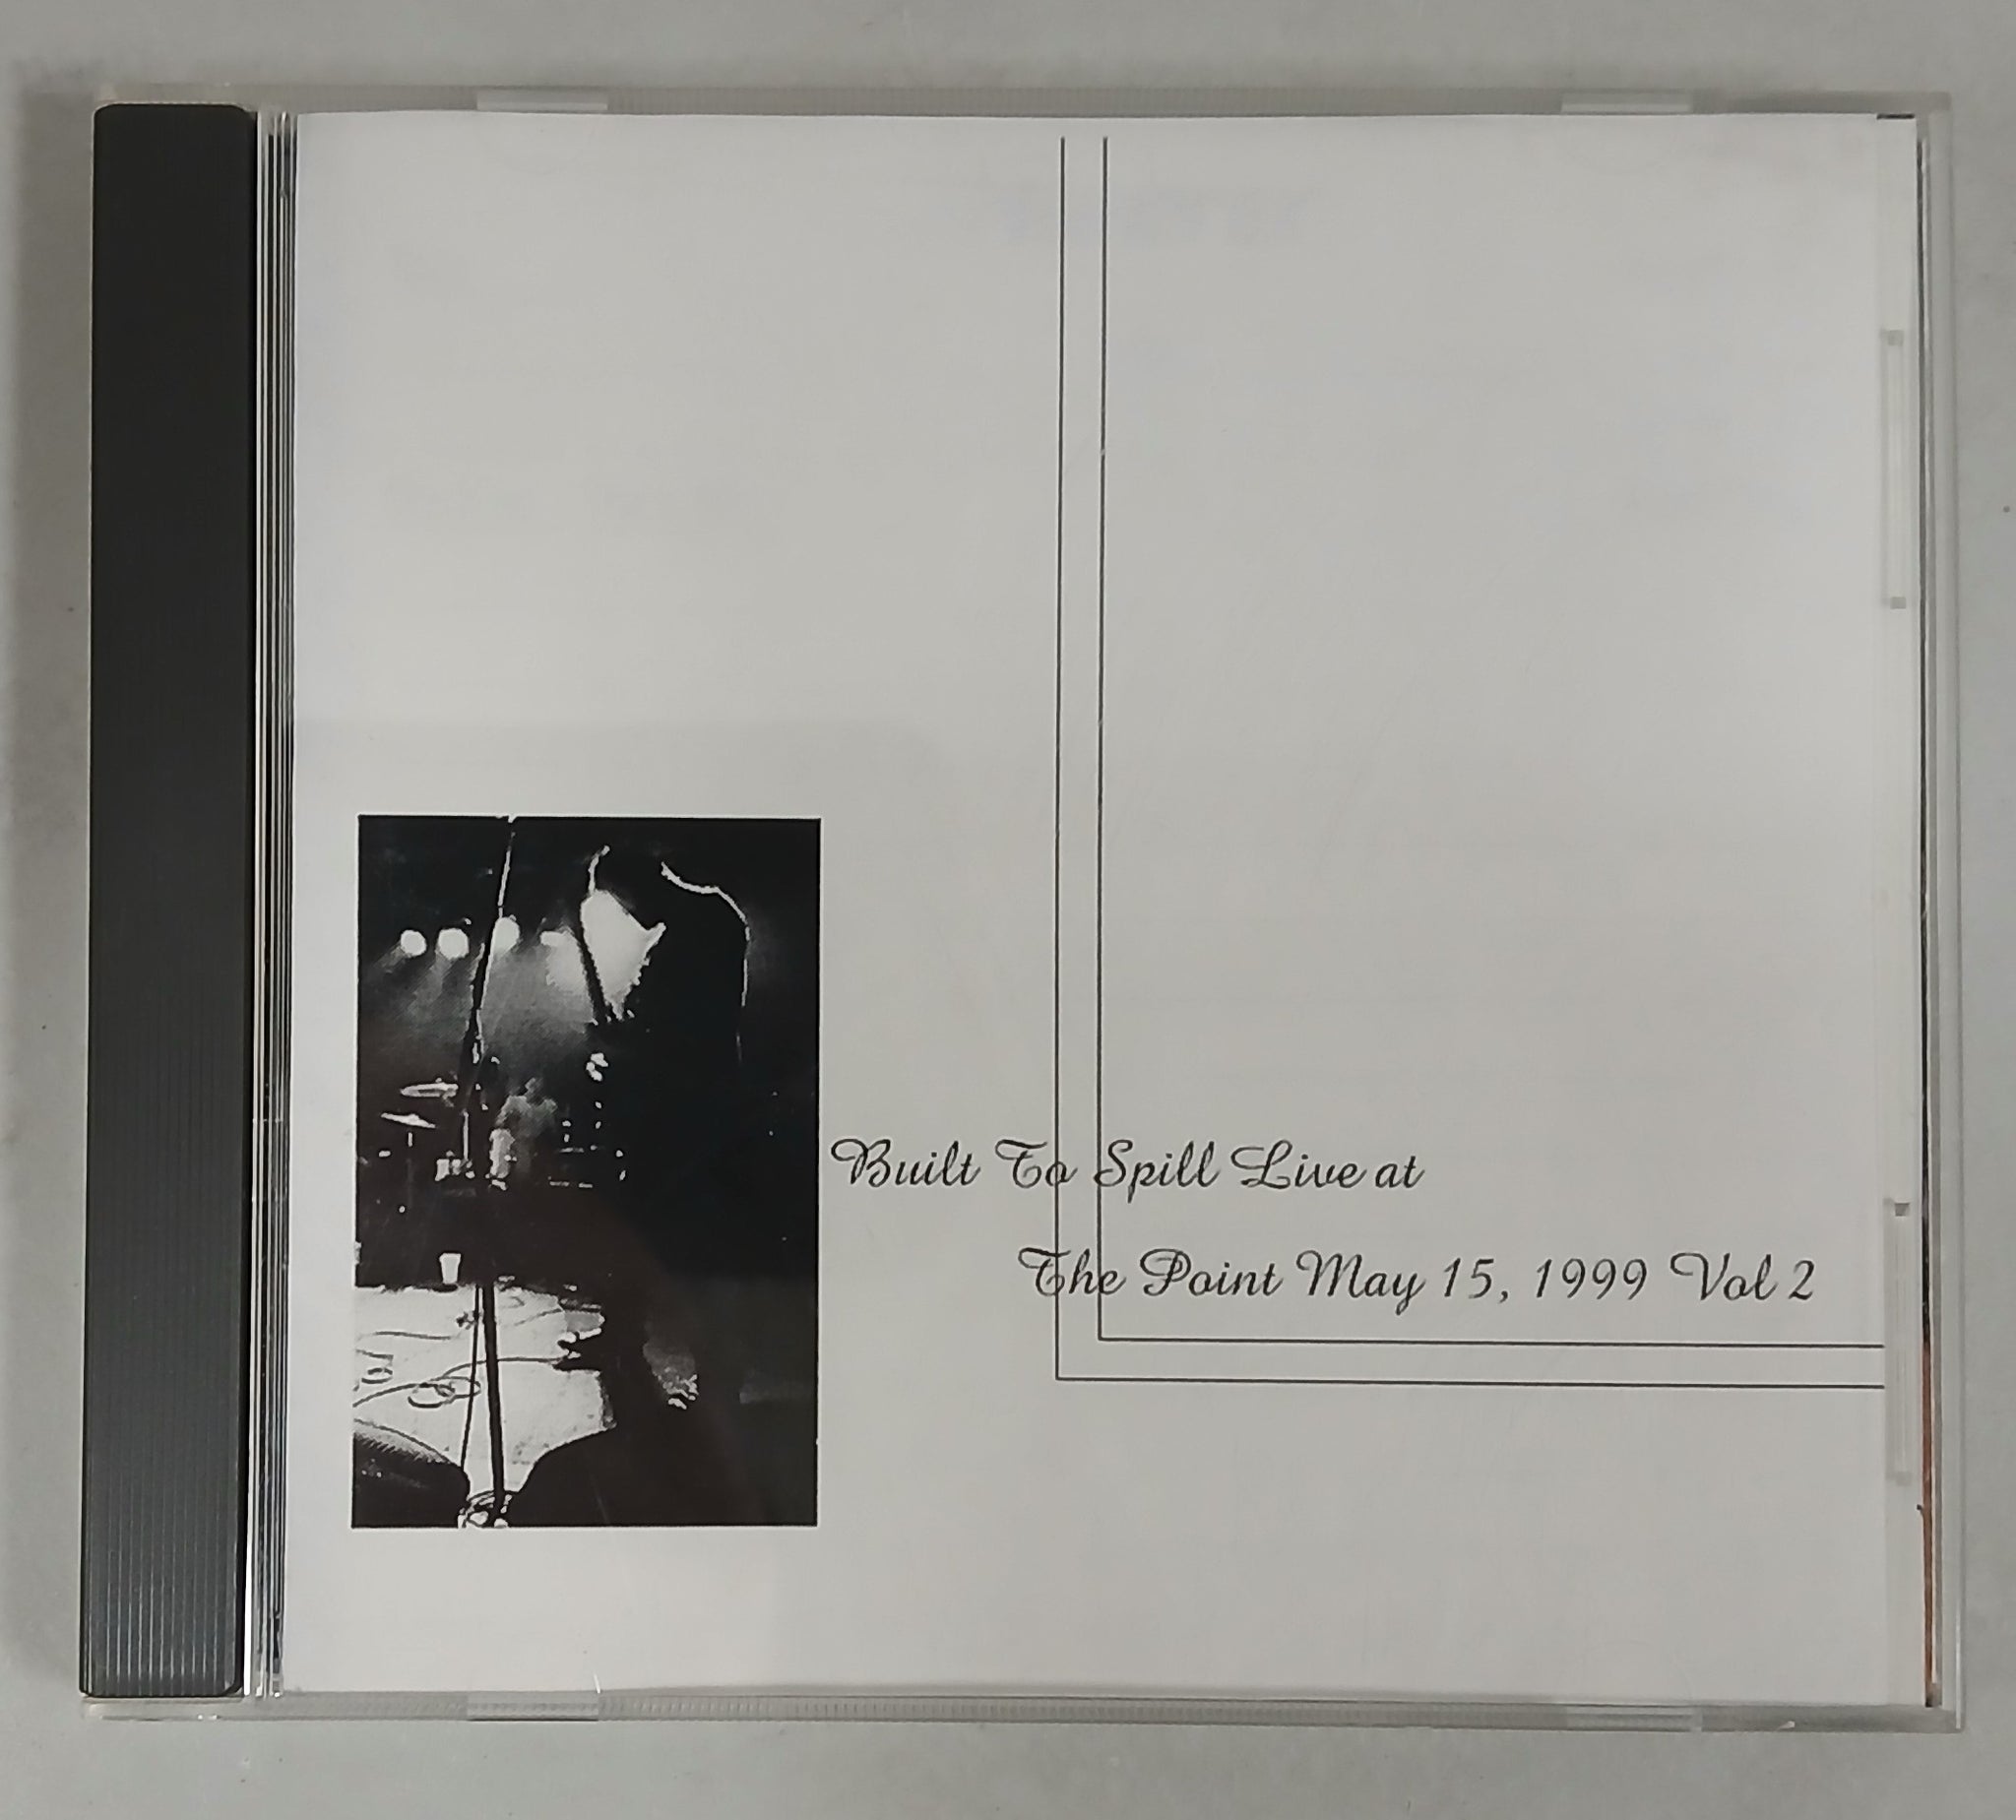 Built To Spill Live at
The Point May 15, 1999 Vol 2